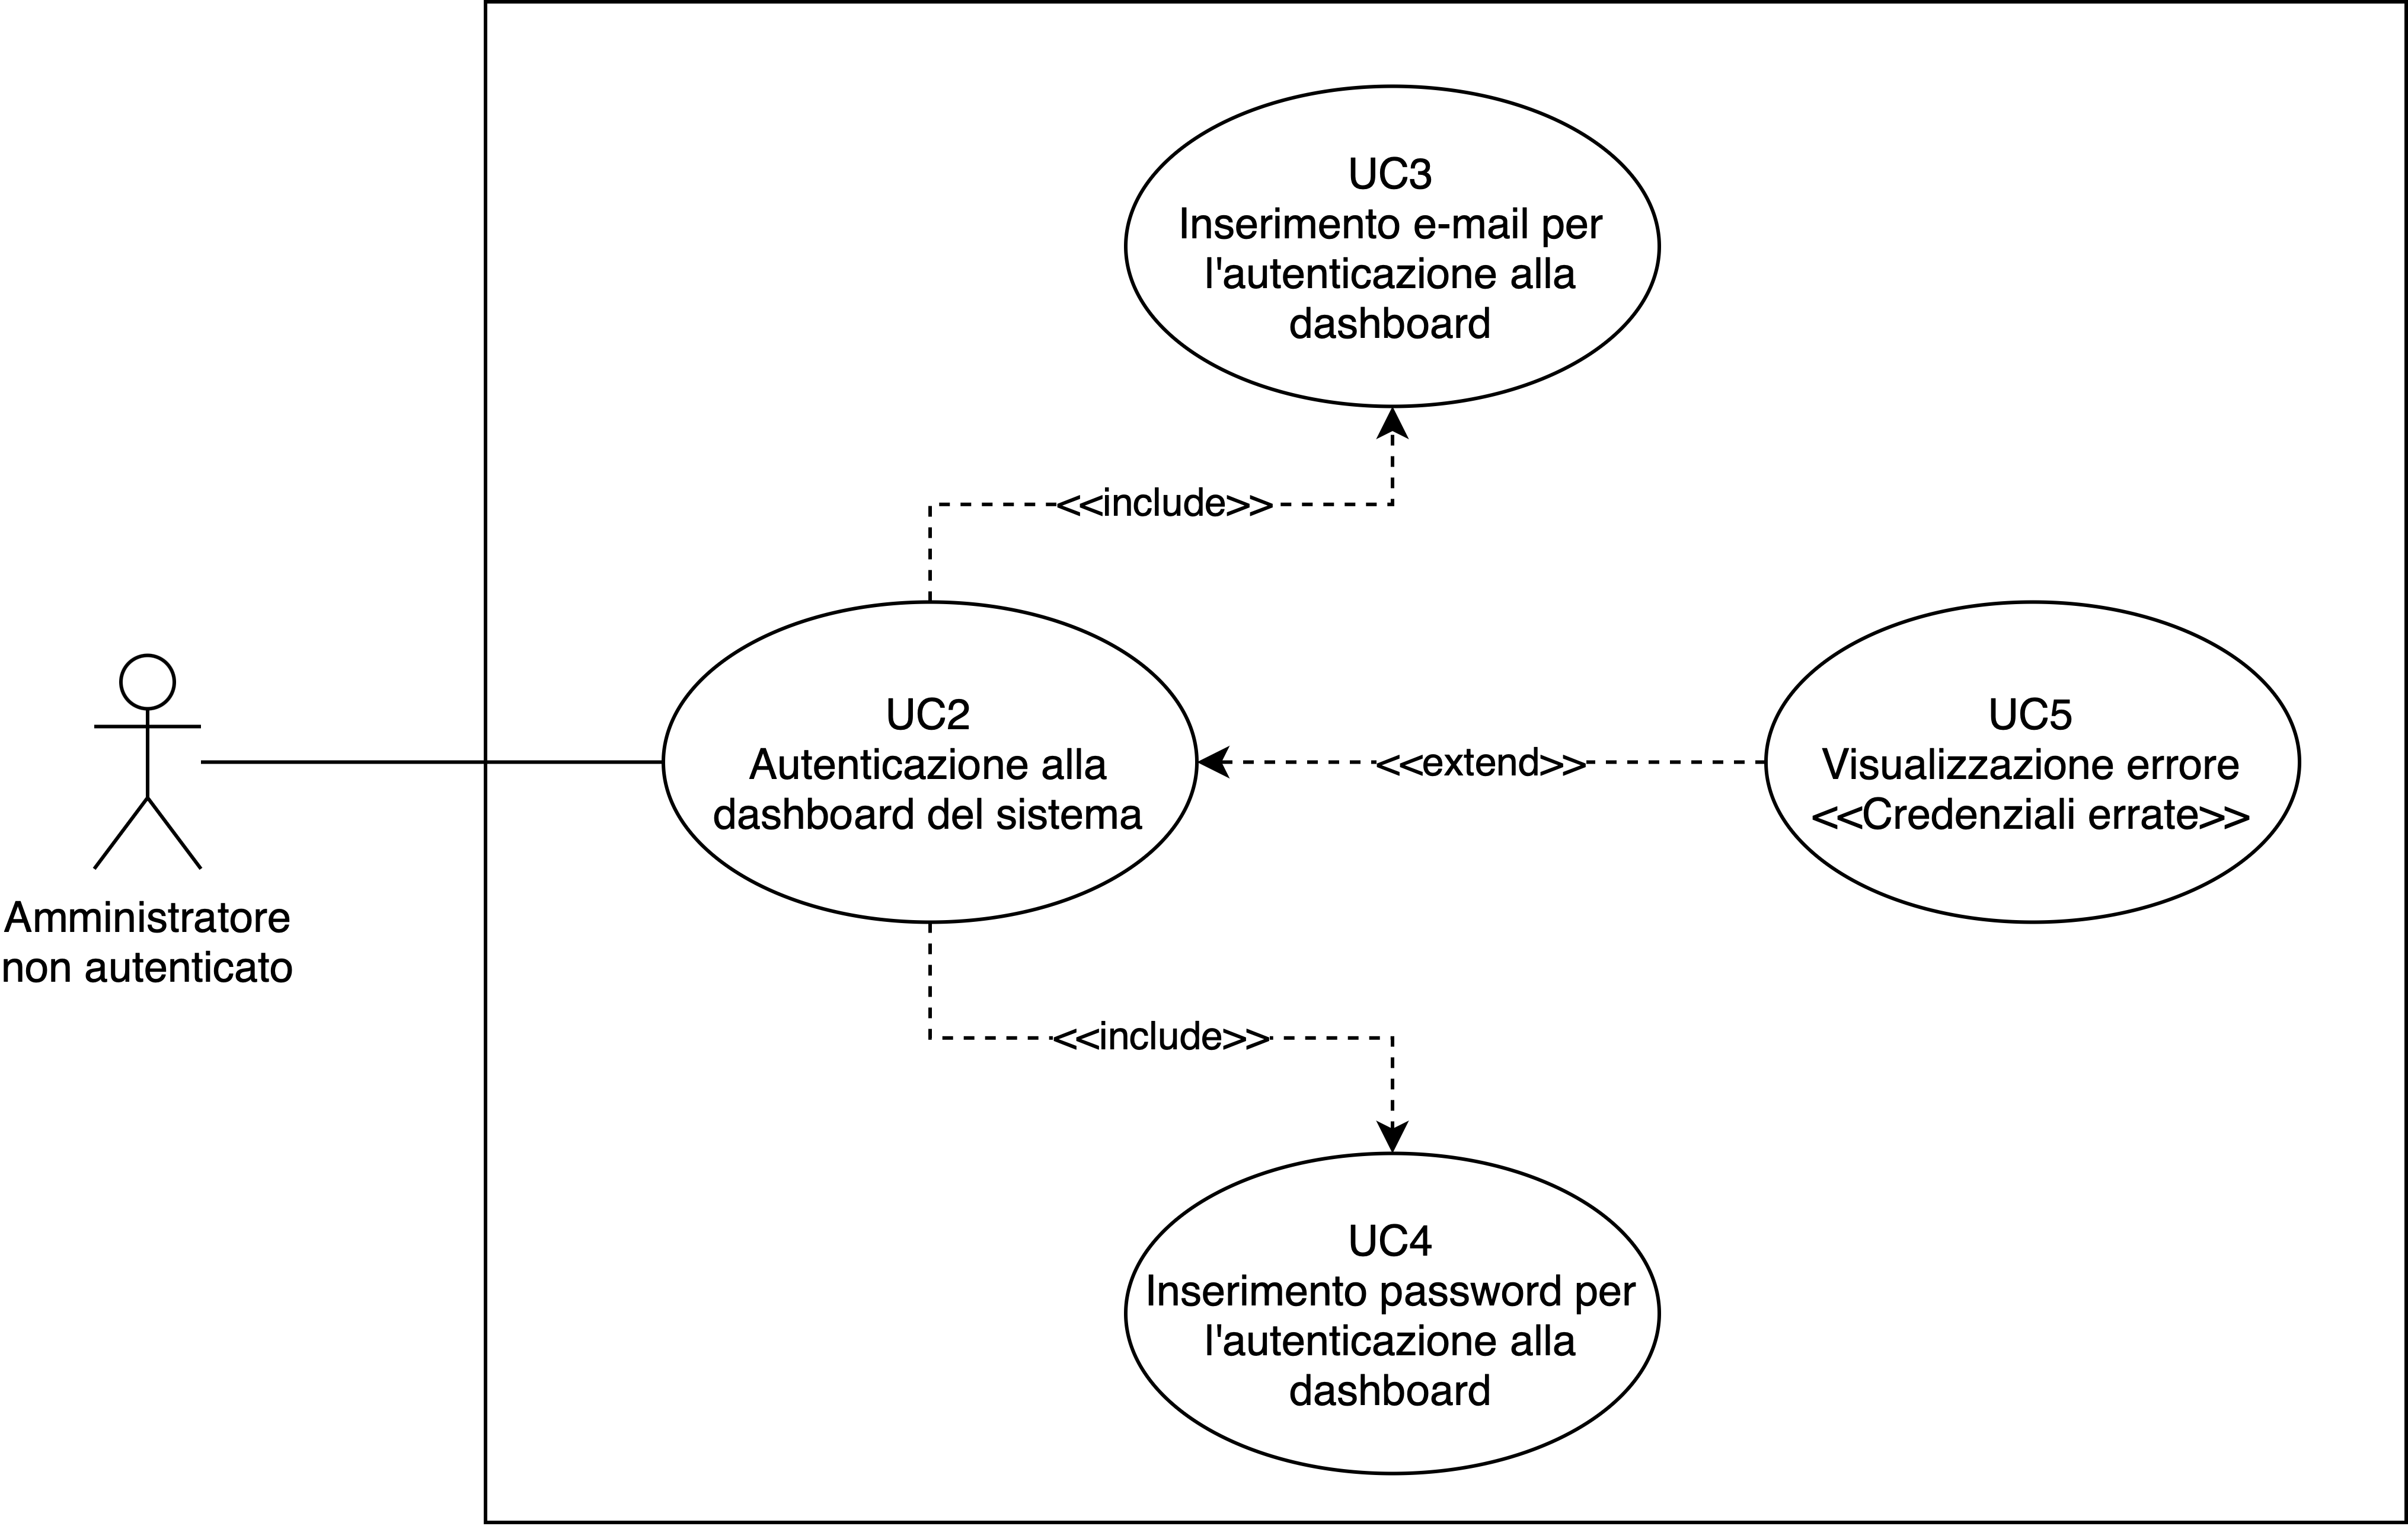 UC3
Inserimento e-mail per
l'autenticazione alla
dashboard
<<include>>
Amministratore
non autenticato
UC2
Autenticazione alla
dashboard del sistema
<<extend>>
UC5
Visualizzazione errore
<<Credenziali errate>>
<<include>>
UC4
Inserimento password per
l'autenticazione alla
dashboard